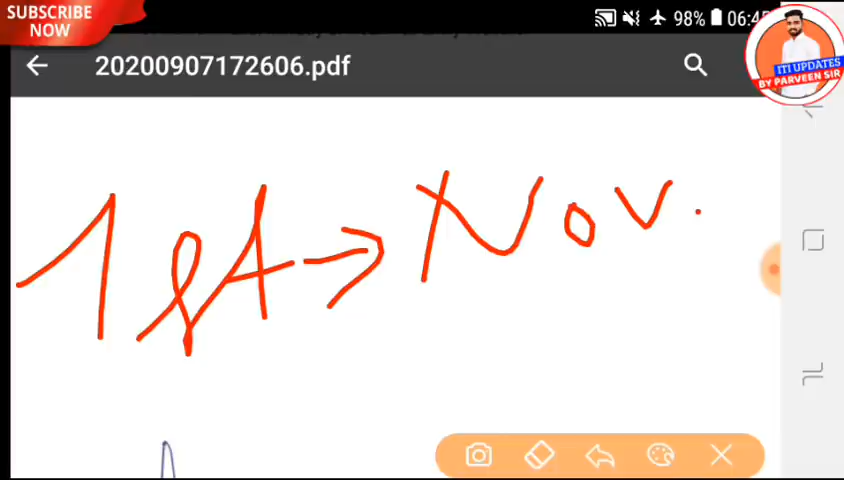 SUBSCRIBE
NOW
98%
20200907172606.pdf
ITI UPDATES
BY PARVEEN SIR
1st → Nov.